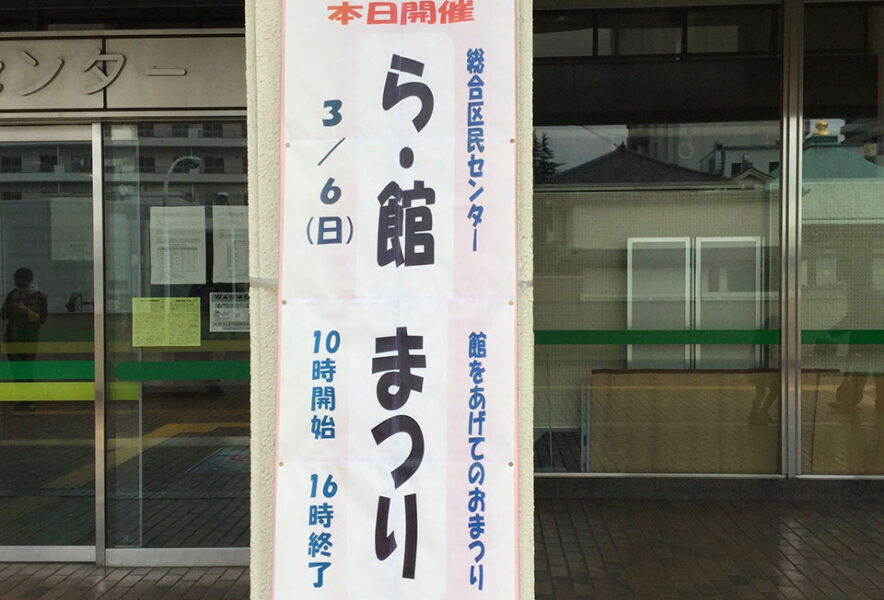 本日開催
総合区民センター　館をあげてのおまつり
ら・館 まつり
3/6(日)　10時開始　16時終了
センター